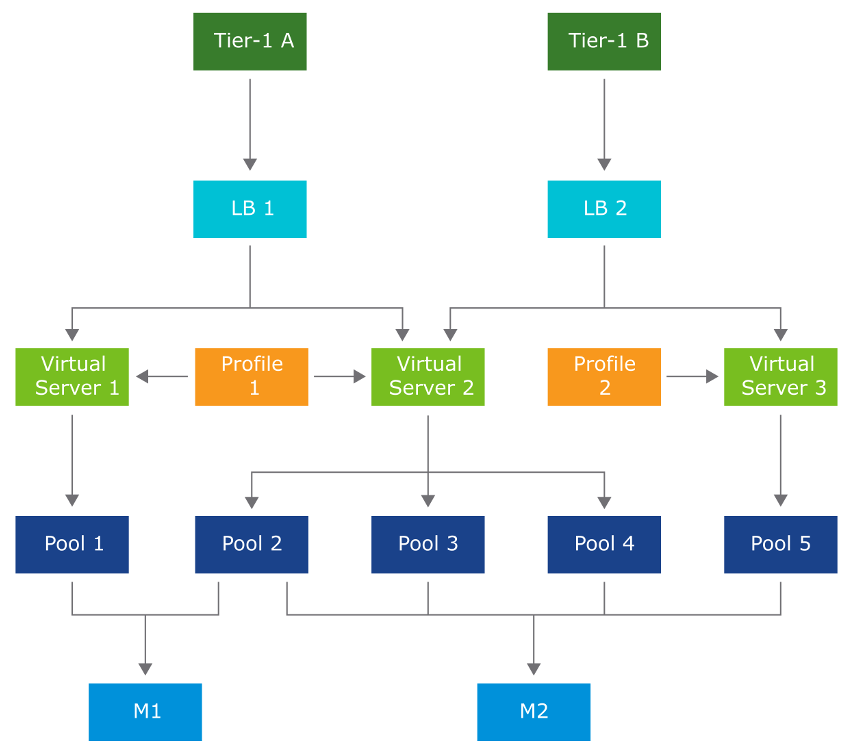 Tier-1 A
Tier-1 B
LB 1
LB 2
Virtual
Server 1
Profile
1
Virtual
Server 2
Profile
2
Virtual
Server 3
Pool 1
Pool 2
Pool 3
Pool 4
Pool 5
M1
M2